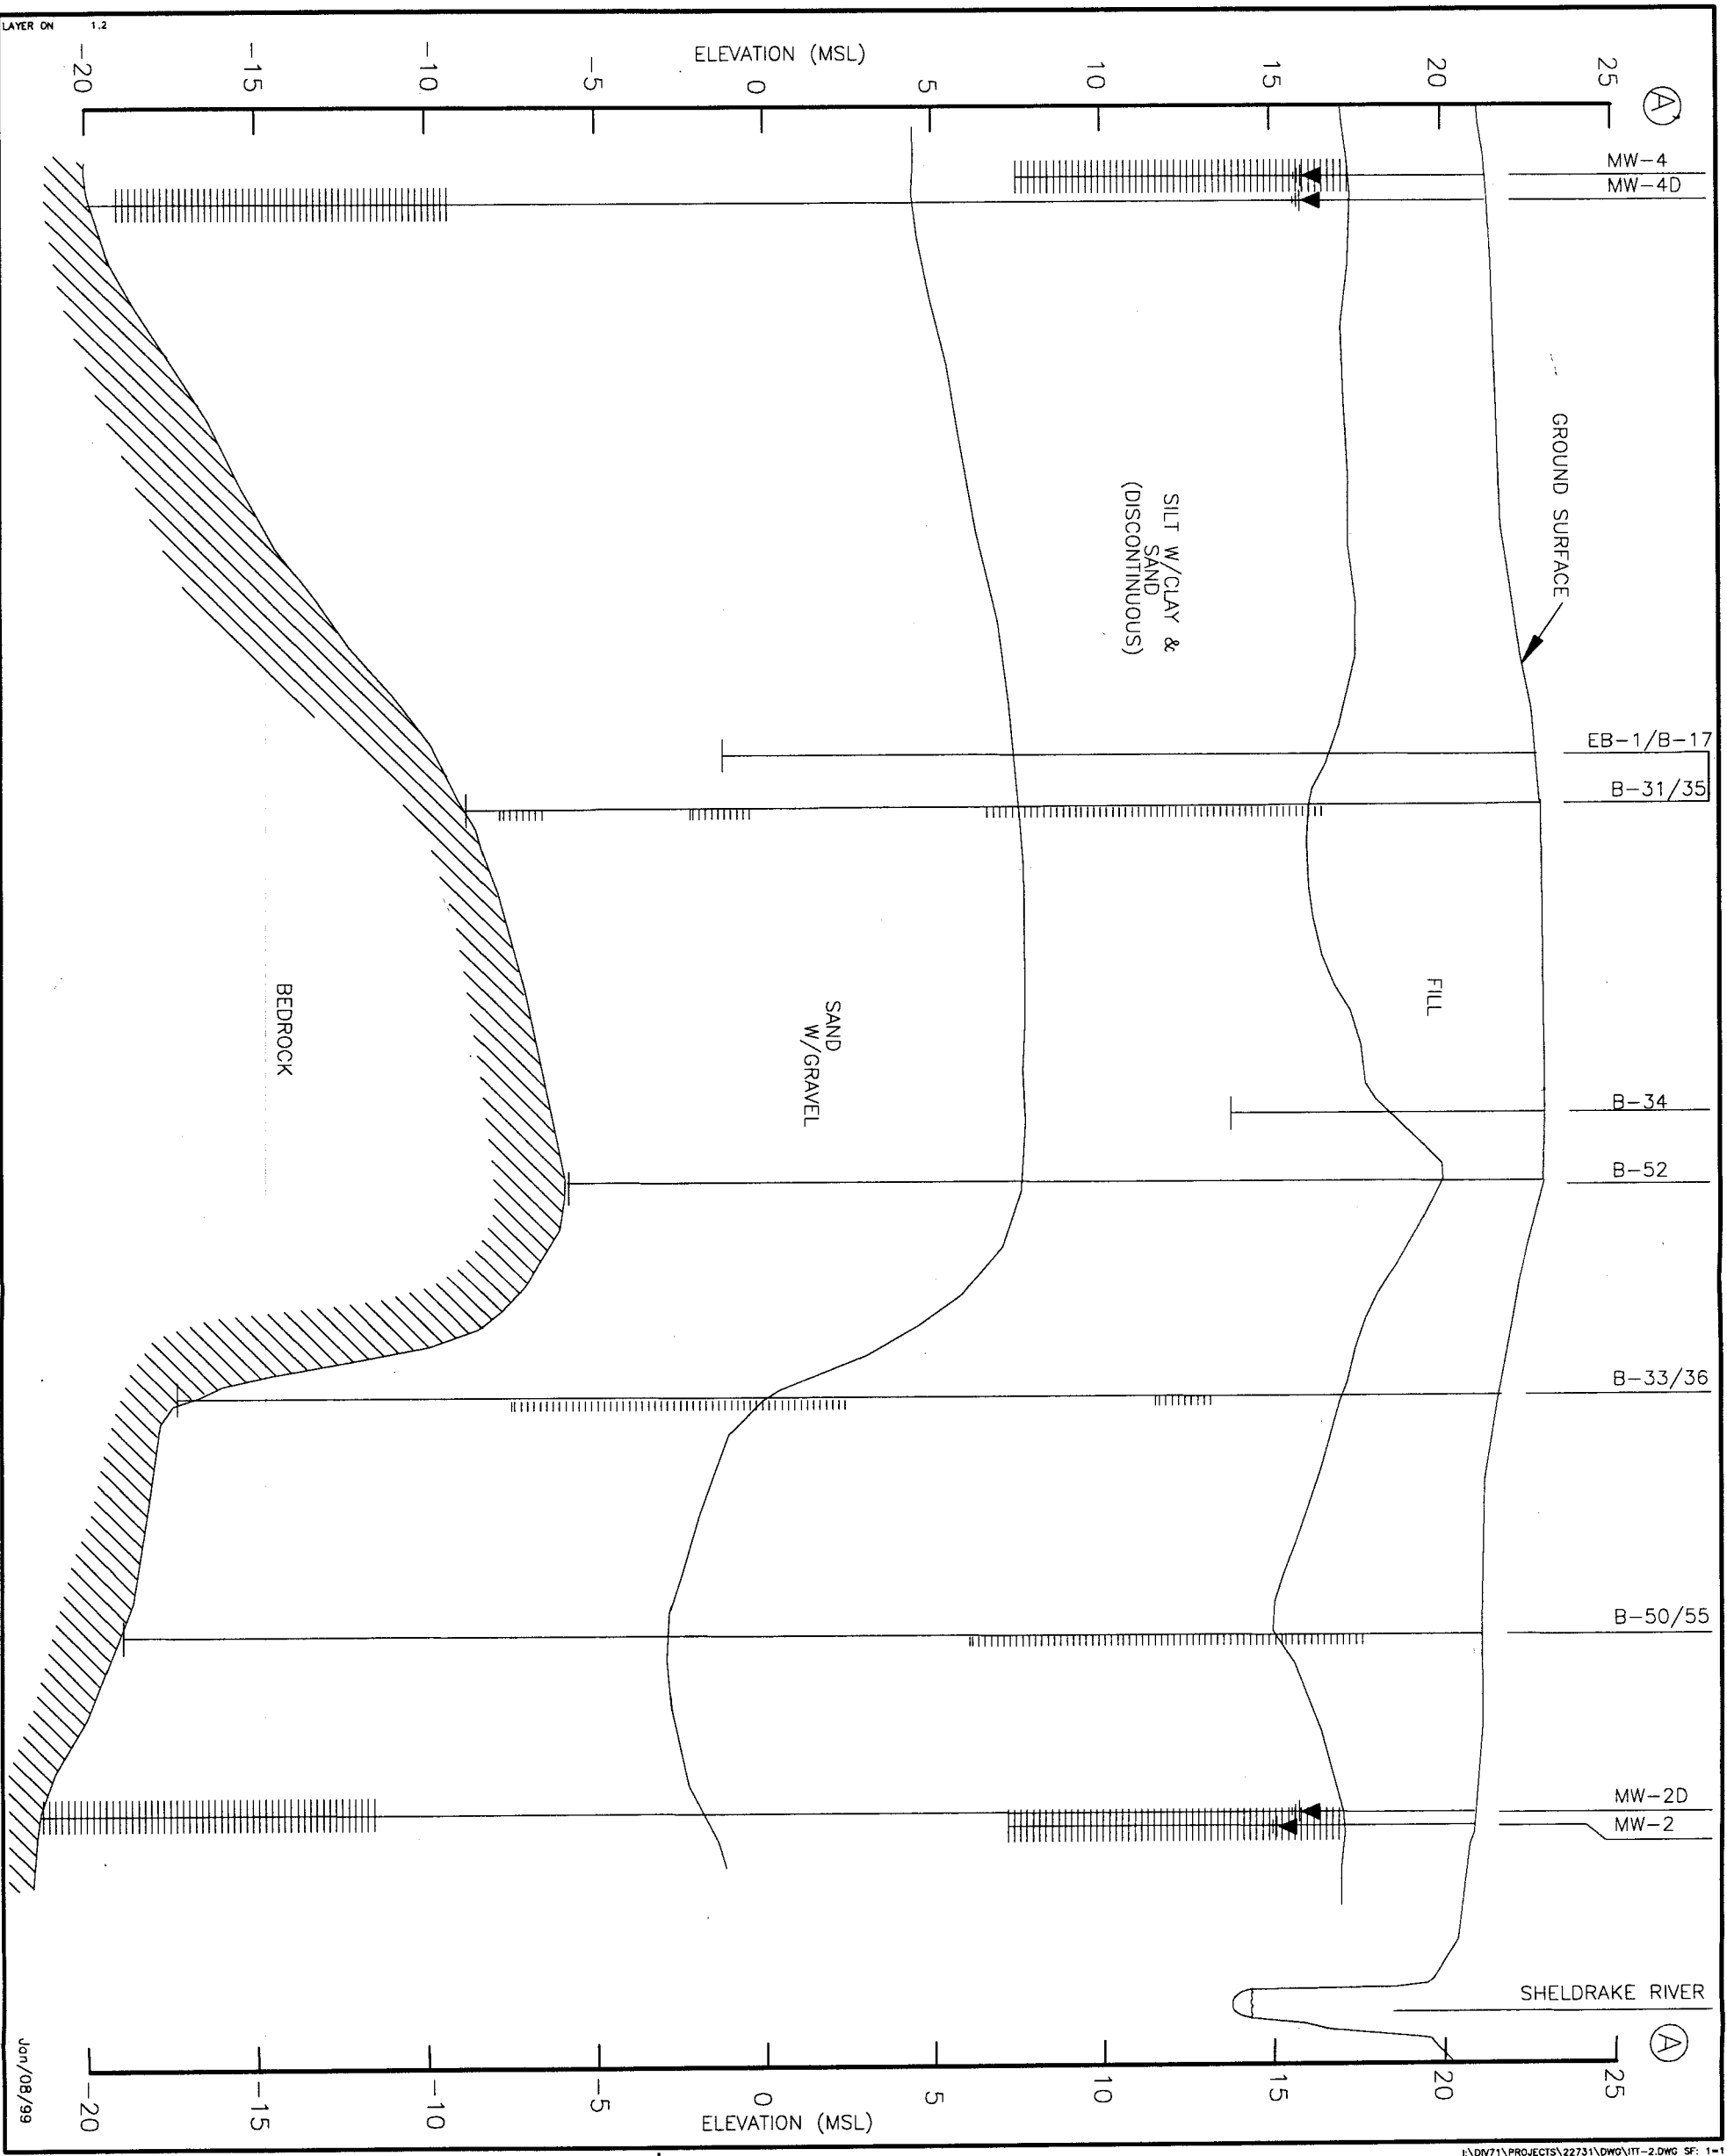 LAYER ON 1.2
ELEVATION (MSL)
-20
-15
-10
-5
0
5
10
15
20
25
A'
MW-4
MW-4D
GROUND SURFACE
SILT W/CLAY &
SAND
(DISCONTINUOUS)
EB-1/B-17
B-31/35
FILL
SAND
W/GRAVEL
BEDROCK
B-34
B-52
B-33/36
B-50/55
MW-2D
MW-2
SHELDRAKE RIVER
A
-20
-15
-10
-5
0
5
10
15
20
25
ELEVATION (MSL)
Jan/08/99
I:\DIV71\PROJECTS\22731\DWG\ITT-2.DWG SF: 1=1